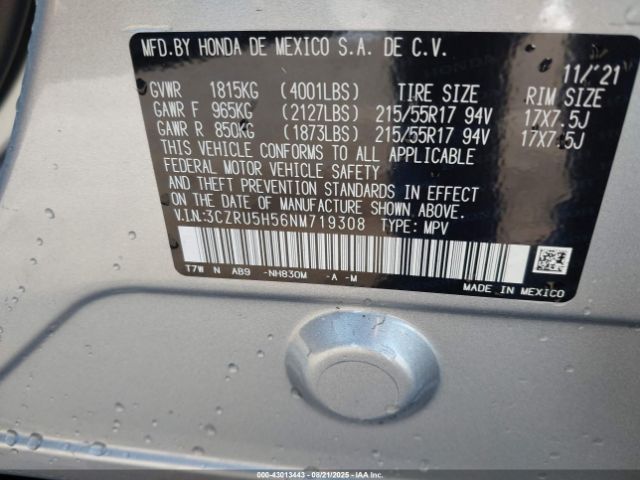 MFD.BY HONDA DE MEXICO S.A. DE C.V.
11/'21
GVWR 1815KG (4001LBS) TIRE SIZE RIM SIZE
GAWR F 965KG (2127LBS) 215/55R17 94V 17X7.5J
GAWR R 850KG (1873LBS) 215/55R17 94V 17X7.5J
THIS VEHICLE CONFORMS TO ALL APPLICABLE
FEDERAL MOTOR VEHICLE SAFETY
AND THEFT PREVENTION STANDARDS IN EFFECT
ON THE DATE OF MANUFACTURE SHOWN ABOVE.
V.I.N:3CZRU5H56NM719308 TYPE: MPV
T7W N AB9 -NH830M -A -M
MADE IN MEXICO
© IAA - 43013443 - 08/21/2025 - IAAI.COM